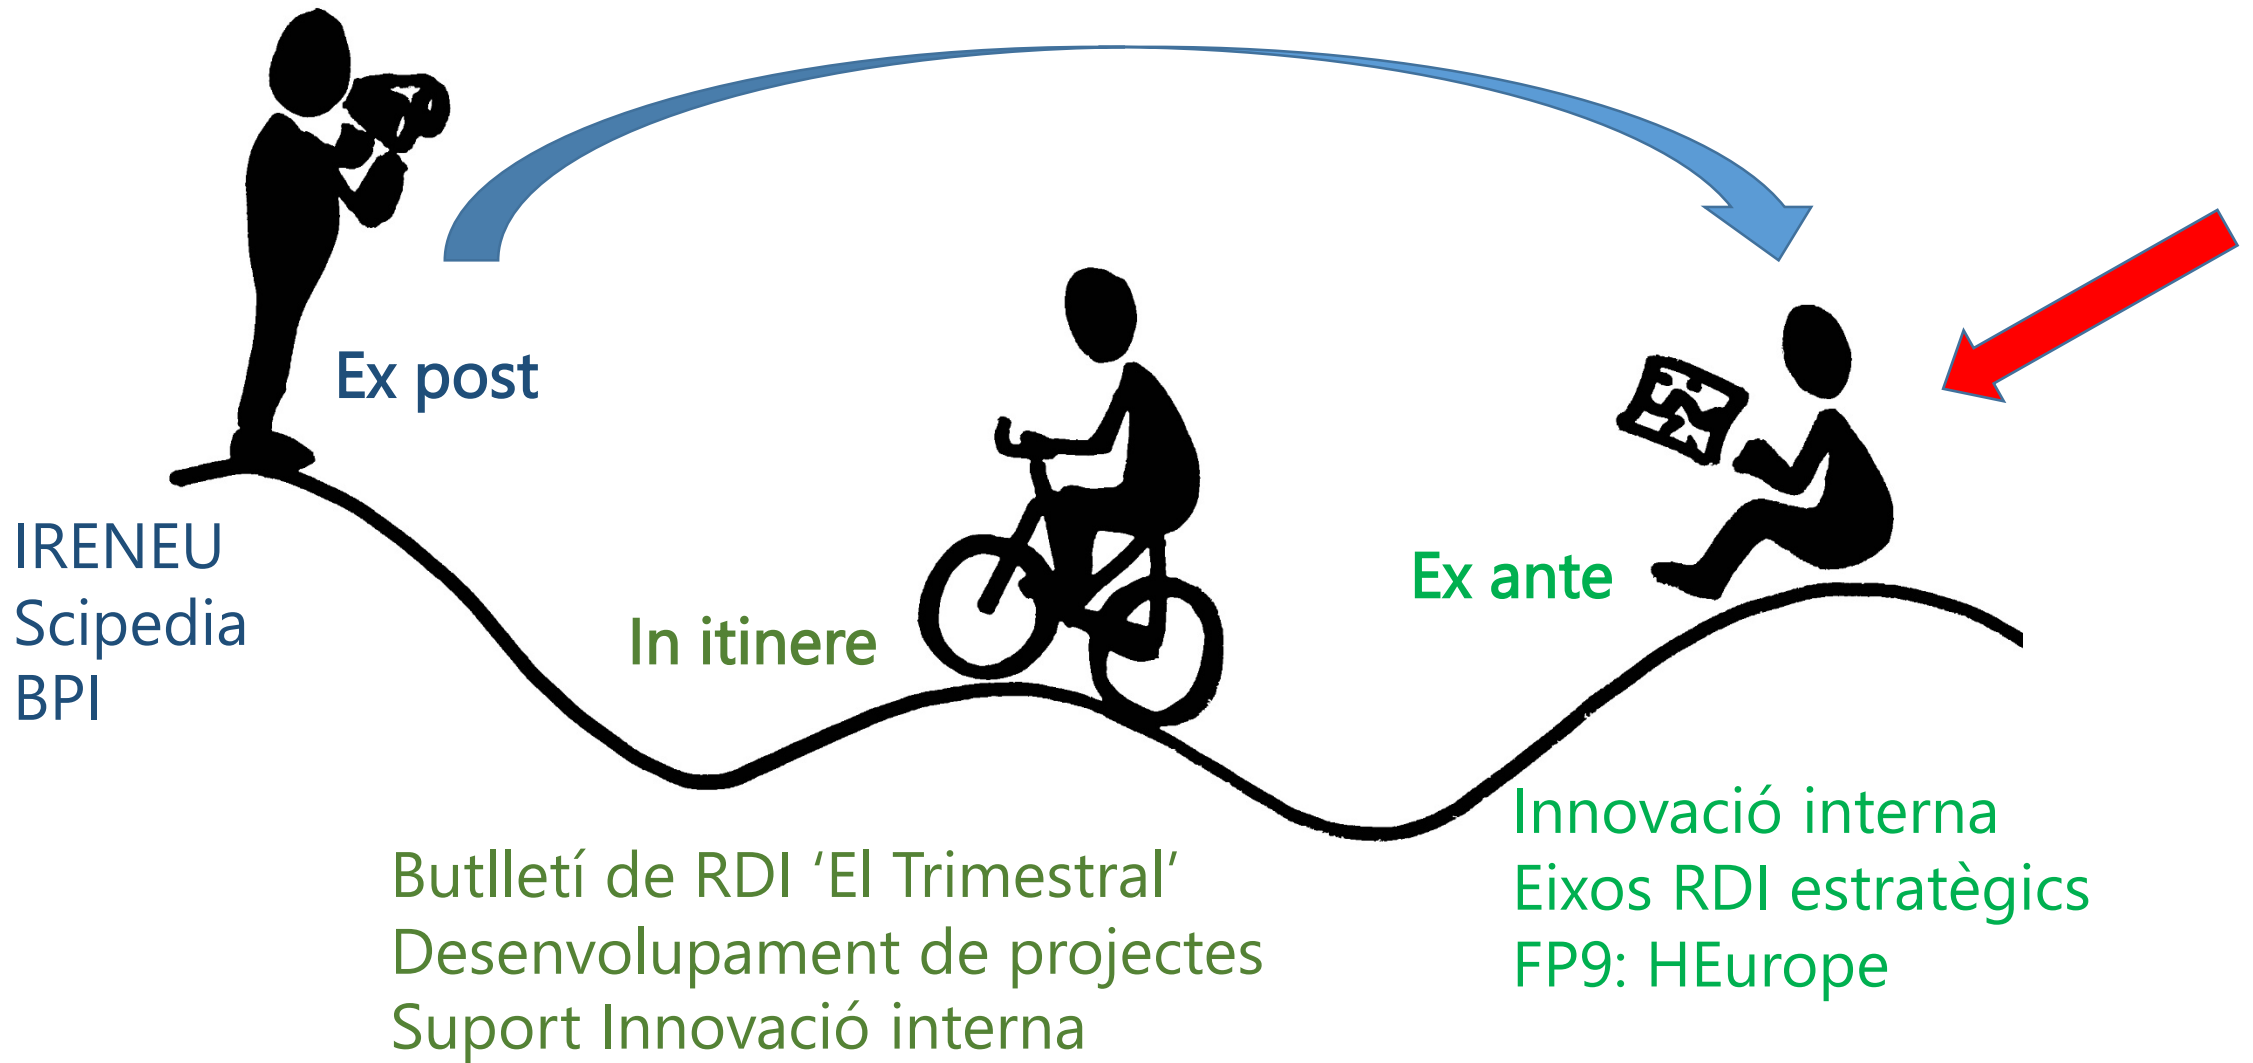 Ex post
IRENEU
Scipedia
BPI
In itinere
Butlletí de RDI ‘El Trimestral’
Desenvolupament de projectes
Suport Innovació interna
Ex ante
Innovació interna
Eixos RDI estratègics
FP9: HEurope